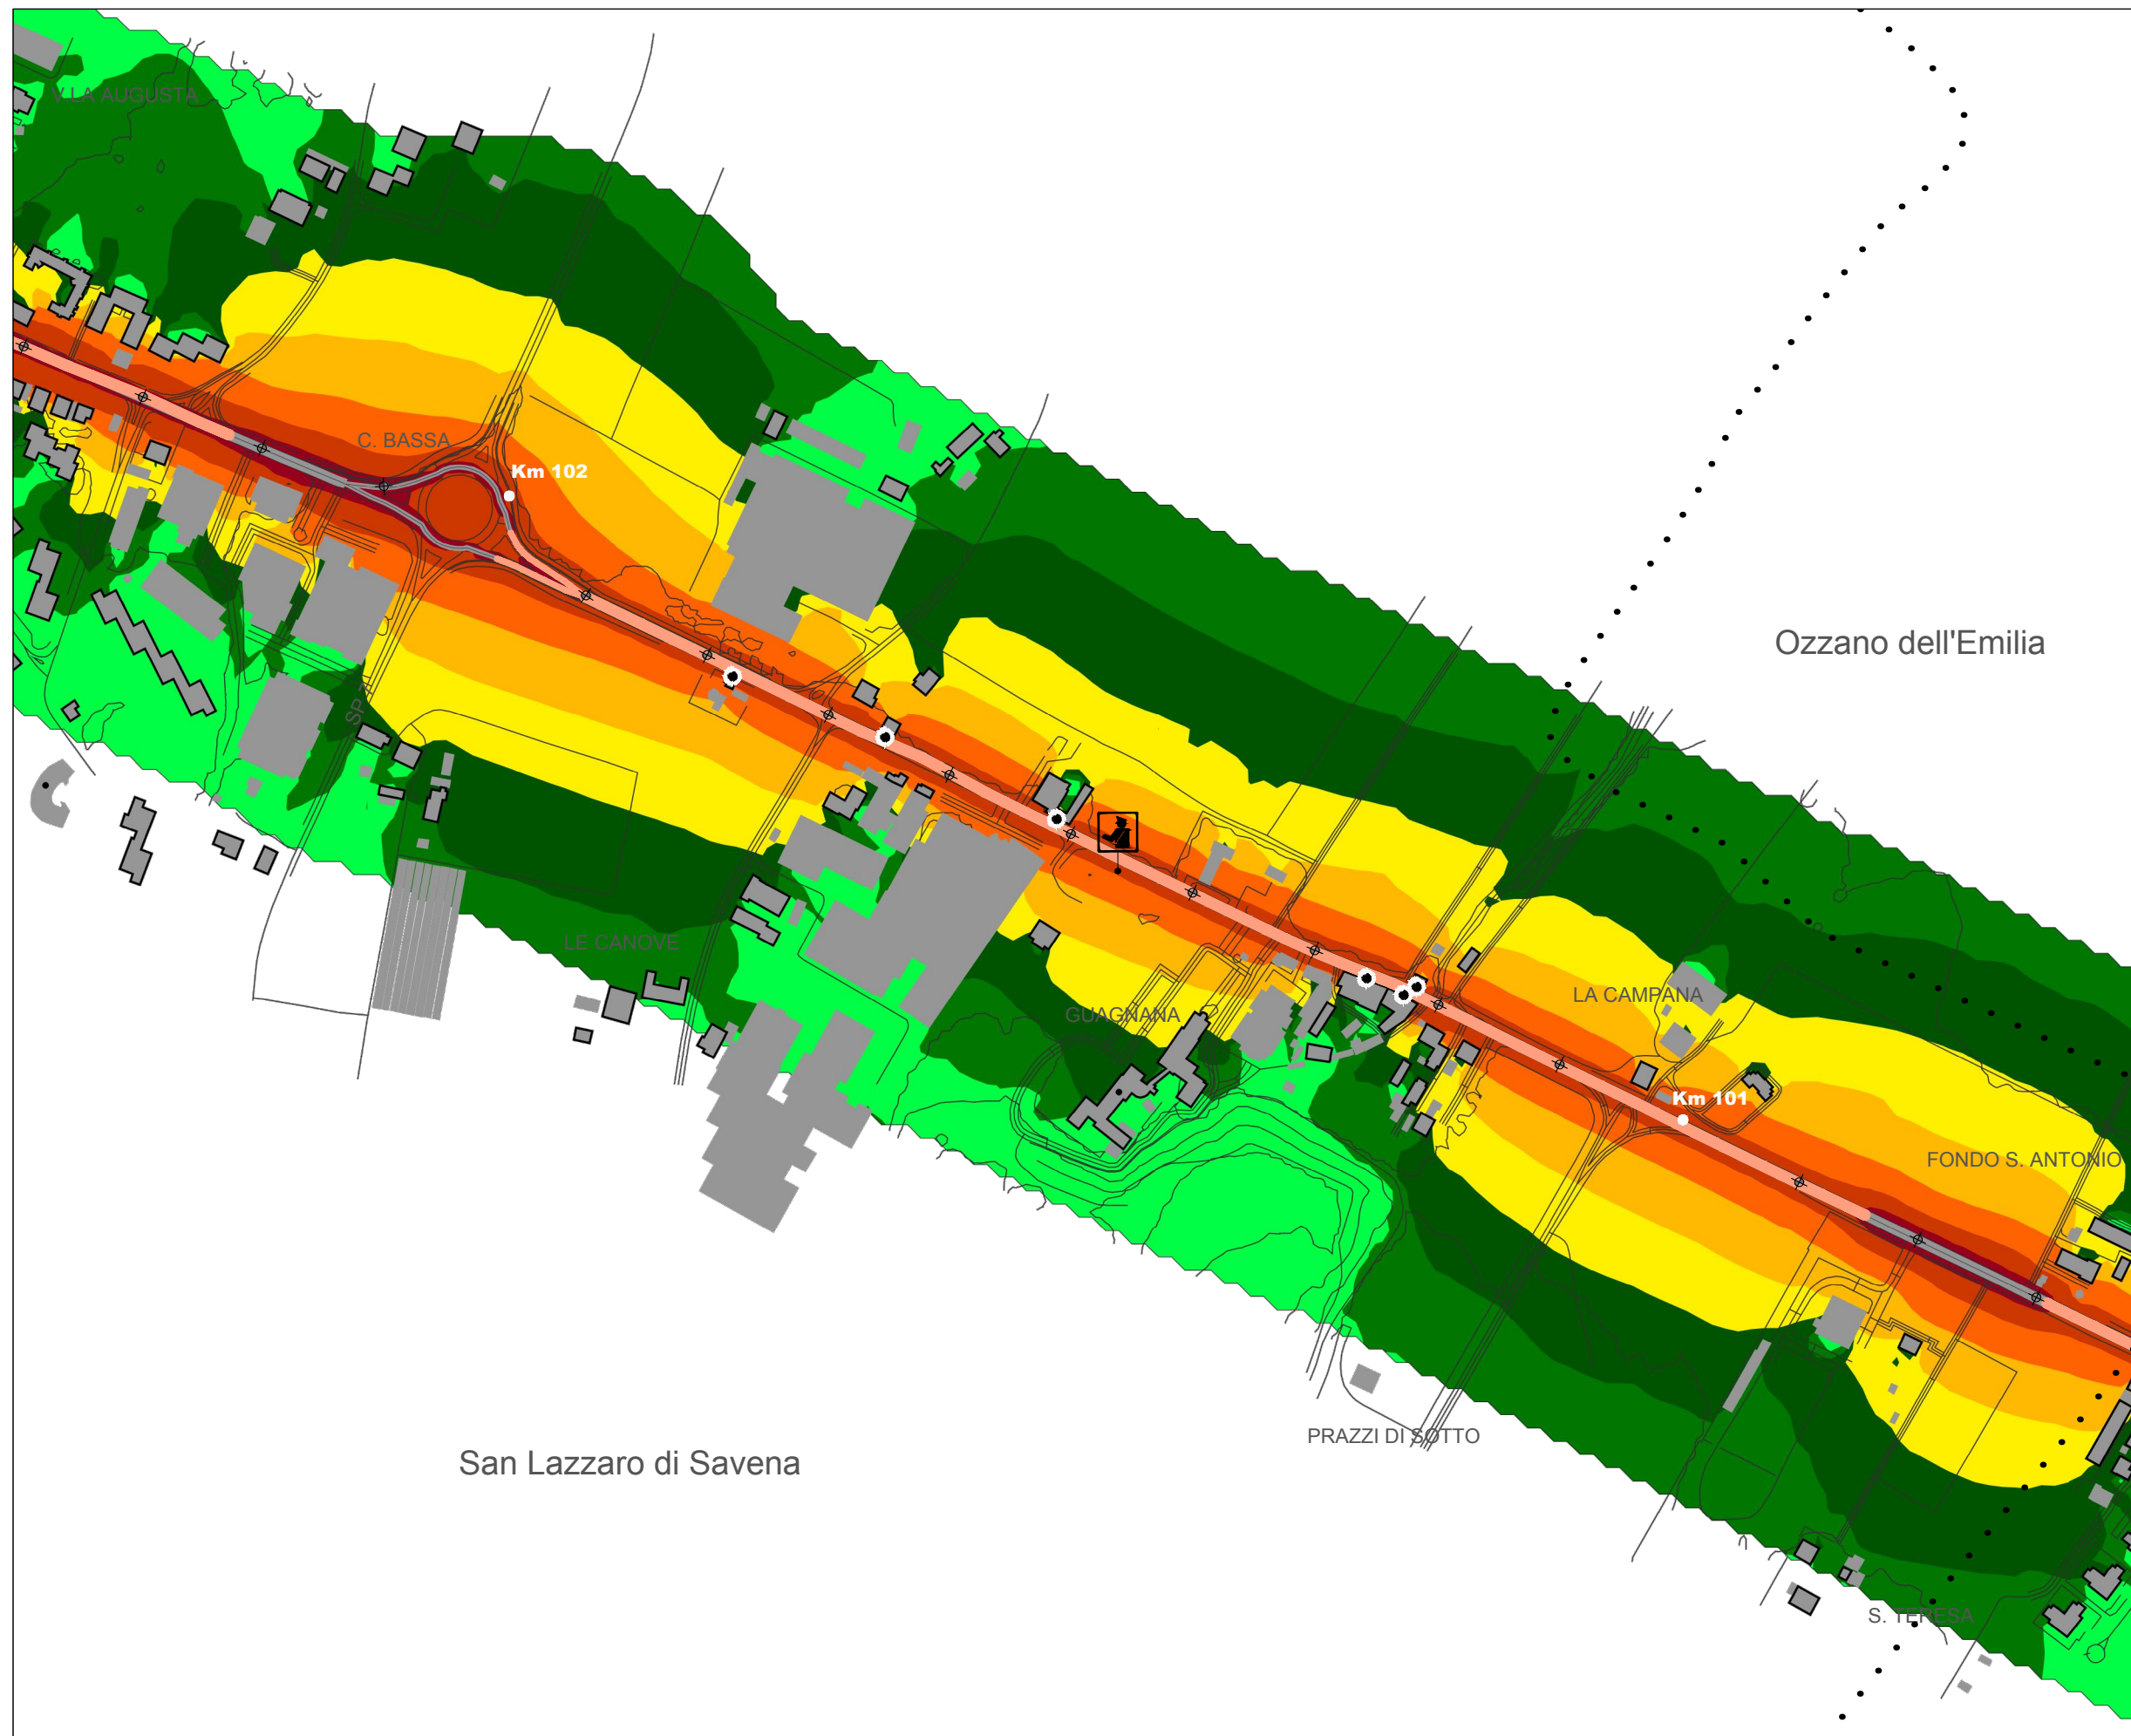 V.LA AUGUSTA
C. BASSA
Km 102
Ozzano dell'Emilia
SP 7
LE CANOVE
LA CAMPANA
GUAGNANA
Km 101
FONDO S. ANTONIO
PRAZZI DI SOTTO
San Lazzaro di Savena
S. TERESA